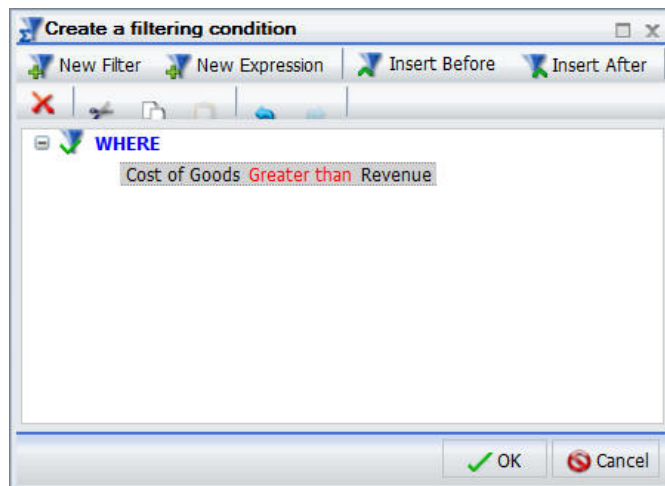 Create a filtering condition
New Filter New Expression Insert Before Insert After
WHERE
Cost of Goods Greater than Revenue
OK Cancel